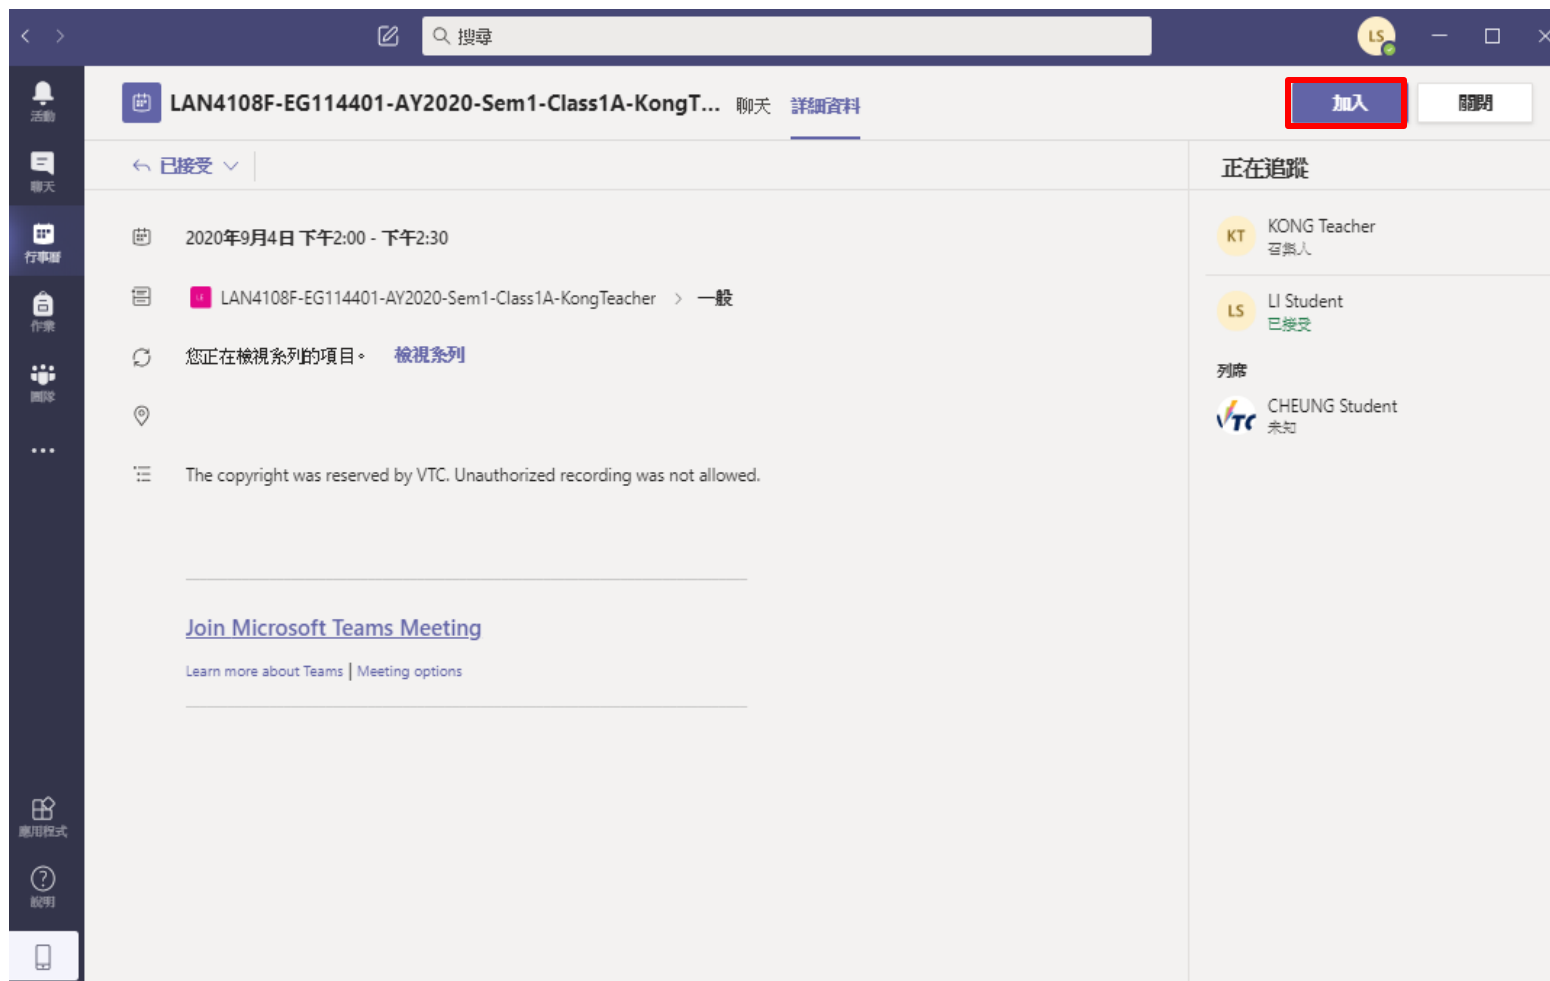 搜尋
LS
活動
聊天
行事曆
作業
團隊
應用程式
說明
LAN4108F-EG114401-AY2020-Sem1-Class1A-KongT... 聊天 詳細資料
加入 關閉
已接受
2020年9月4日 下午2:00 - 下午2:30
LAN4108F-EG114401-AY2020-Sem1-Class1A-KongTeacher > 一般
您正在檢視系列的項目。 檢視系列
The copyright was reserved by VTC. Unauthorized recording was not allowed.
Join Microsoft Teams Meeting
Learn more about Teams | Meeting options
正在追蹤
KT KONG Teacher
召集人
LS LI Student
已接受
列席
VTC CHEUNG Student
未知